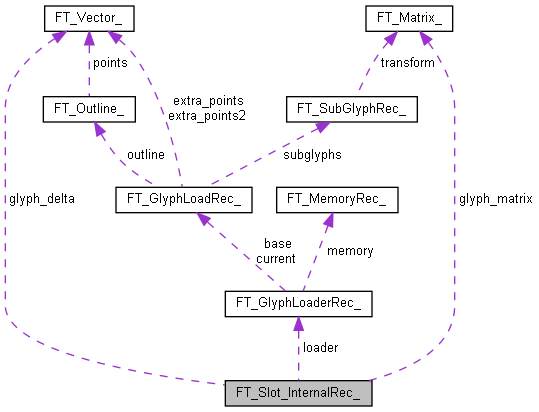 FT_Vector_
FT_Matrix_
points
transform
FT_Outline_
extra_points
extra_points2
FT_SubGlyphRec_
outline
subglyphs
glyph_delta
FT_GlyphLoadRec_
FT_MemoryRec_
glyph_matrix
base
current
memory
FT_GlyphLoaderRec_
loader
FT_Slot_InternalRec_